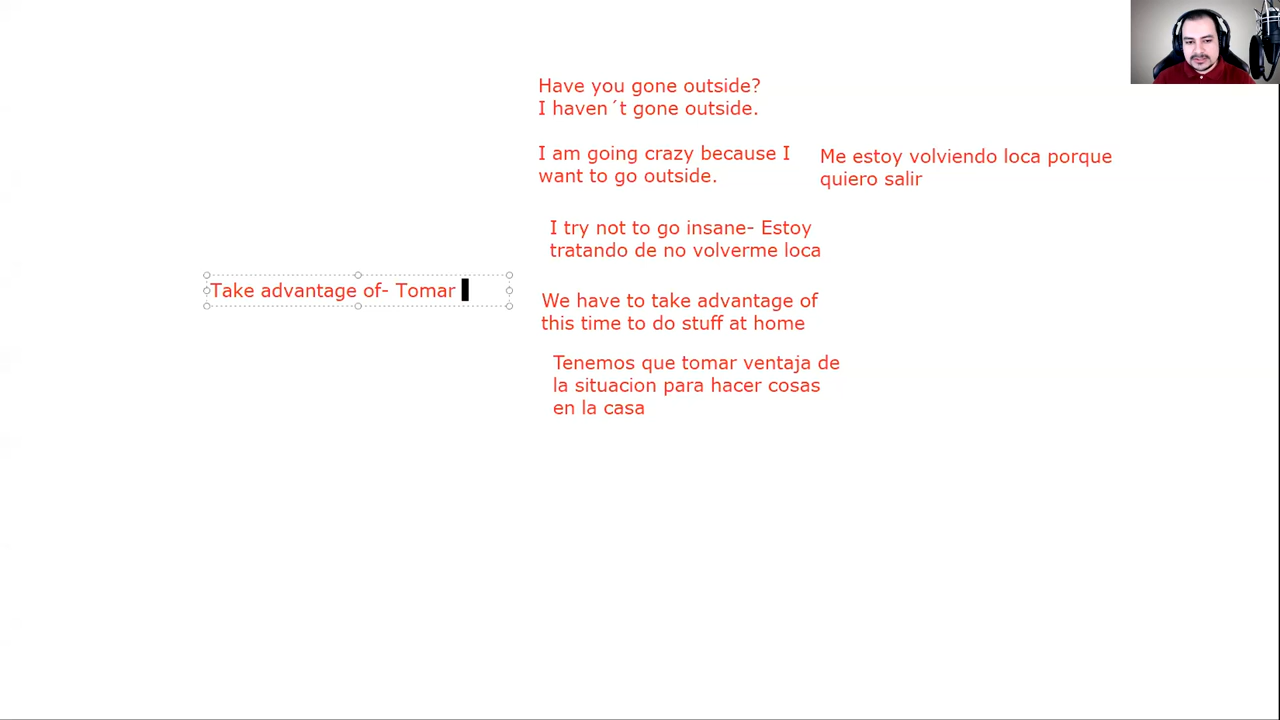 Have you gone outside?
I haven´t gone outside.
I am going crazy because I
want to go outside.
Me estoy volviendo loca porque
quiero salir
I try not to go insane- Estoy
tratando de no volverme loca
Take advantage of- Tomar
We have to take advantage of
this time to do stuff at home
Tenemos que tomar ventaja de
la situacion para hacer cosas
en la casa